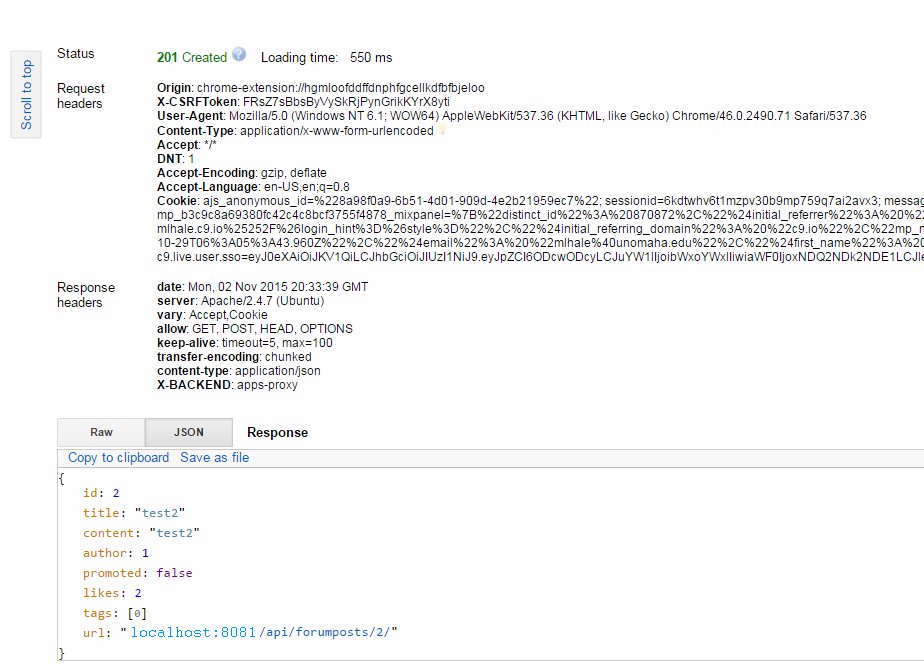 Scroll to top
Status
201 Created ? Loading time: 550 ms
Request headers
Origin: chrome-extension://hgmloofddffdnphfgcellkdfbfbjeloo
X-CSRFToken: FRsZ7sBbsByVySkRjPynGrikKYrX8yti
User-Agent: Mozilla/5.0 (Windows NT 6.1; WOW64) AppleWebKit/537.36 (KHTML, like Gecko) Chrome/46.0.2490.71 Safari/537.36
Content-Type: application/x-www-form-urlencoded
Accept: */*
DNT: 1
Accept-Encoding: gzip, deflate
Accept-Language: en-US,en;q=0.8
Cookie: ajs_anonymous_id=%228a98f0a9-6b51-4d01-909d-4e2b21959ec7%22; sessionid=6kdtwhv6t1mzpv30b9mp759q7ai2avx3; messag
mp_b3c9c8a69380fc42c4c8bcf3755f4878_mixpanel=%7B%22distinct_id%22%3A%20870872%2C%22%24initial_referrer%22%3A%20%22
mlhale.c9.io%25252F%26login_hint%3D%26style%3D%22%2C%22%24initial_referring_domain%22%3A%20%22c9.io%22%2C%22mp_n
10-29T06%3A05%3A43.960Z%22%2C%22%24email%22%3A%20%22mlhale%40unomaha.edu%22%2C%22%24first_name%22%3A%20
Response headers
date: Mon, 02 Nov 2015 20:33:39 GMT
server: Apache/2.4.7 (Ubuntu)
vary: Accept,Cookie
allow: GET, POST, HEAD, OPTIONS
keep-alive: timeout=5, max=100
transfer-encoding: chunked
content-type: application/json
X-BACKEND: apps-proxy
Raw JSON Response
Copy to clipboard Save as file
{
id: 2
title: "test2"
content: "test2"
author: 1
promoted: false
likes: 2
tags: [0]
url: "localhost:8081/api/forumposts/2/"
}